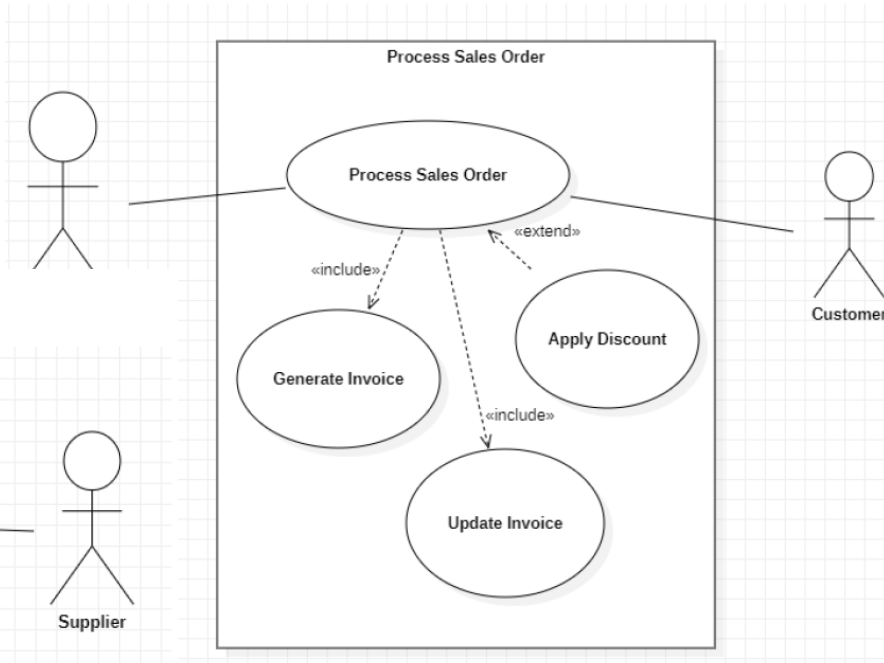 Process Sales Order
Process Sales Order
«extend»
«include»
Customer
Apply Discount
Generate Invoice
«include»
Update Invoice
Supplier